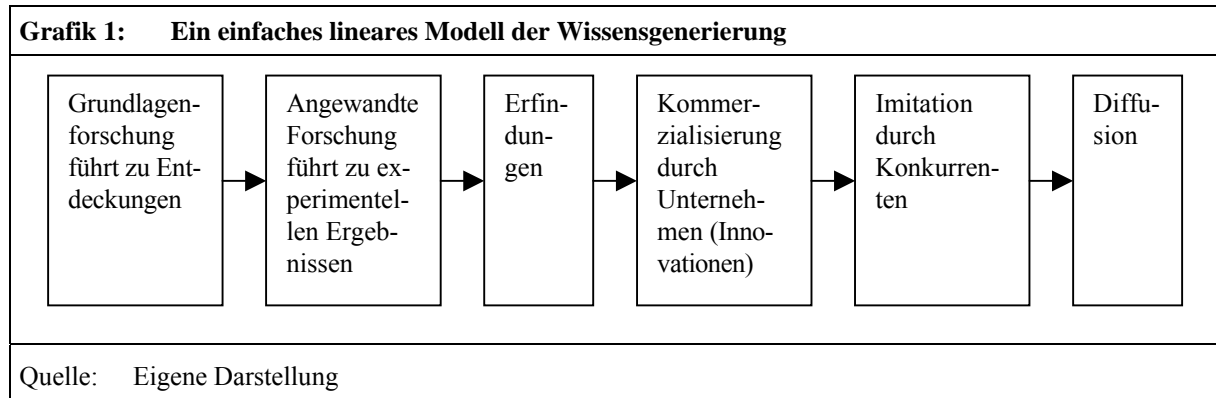 Grafik 1: Ein einfaches lineares Modell der Wissensgenerierung
Grundlagen-
forschung
führt zu Ent-
deckungen
Angewandte
Forschung
führt zu ex-
perimentel-
len Ergeb-
nissen
Erfin-
dun-
gen
Kommer-
zialisierung
durch
Unterneh-
men (Inno-
vationen)
Imitation
durch
Konkurren-
ten
Diffu-
sion
Quelle: Eigene Darstellung